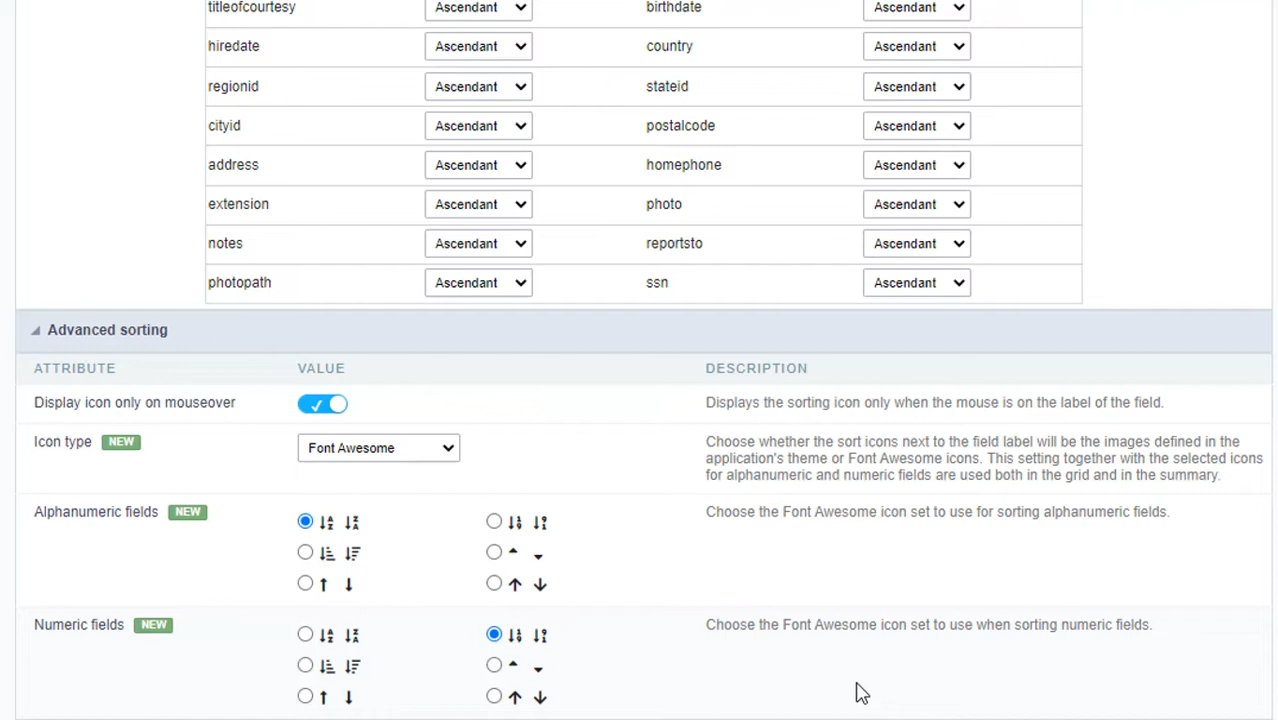 titleofcourtesy Ascendant birthdate Ascendant
hiredate Ascendant country Ascendant
regionid Ascendant stateid Ascendant
cityid Ascendant postalcode Ascendant
address Ascendant homephone Ascendant
extension Ascendant photo Ascendant
notes Ascendant reportsto Ascendant
photopath Ascendant ssn Ascendant
Advanced sorting
ATTRIBUTE VALUE DESCRIPTION
Display icon only on mouseover Displays the sorting icon only when the mouse is on the label of the field.
Icon type NEW Font Awesome Choose whether the sort icons next to the field label will be the images defined in the
application's theme or Font Awesome icons. This setting together with the selected icons
for alphanumeric and numeric fields are used both in the grid and in the summary.
Alphanumeric fields NEW Choose the Font Awesome icon set to use for sorting alphanumeric fields.
Numeric fields NEW Choose the Font Awesome icon set to use when sorting numeric fields.